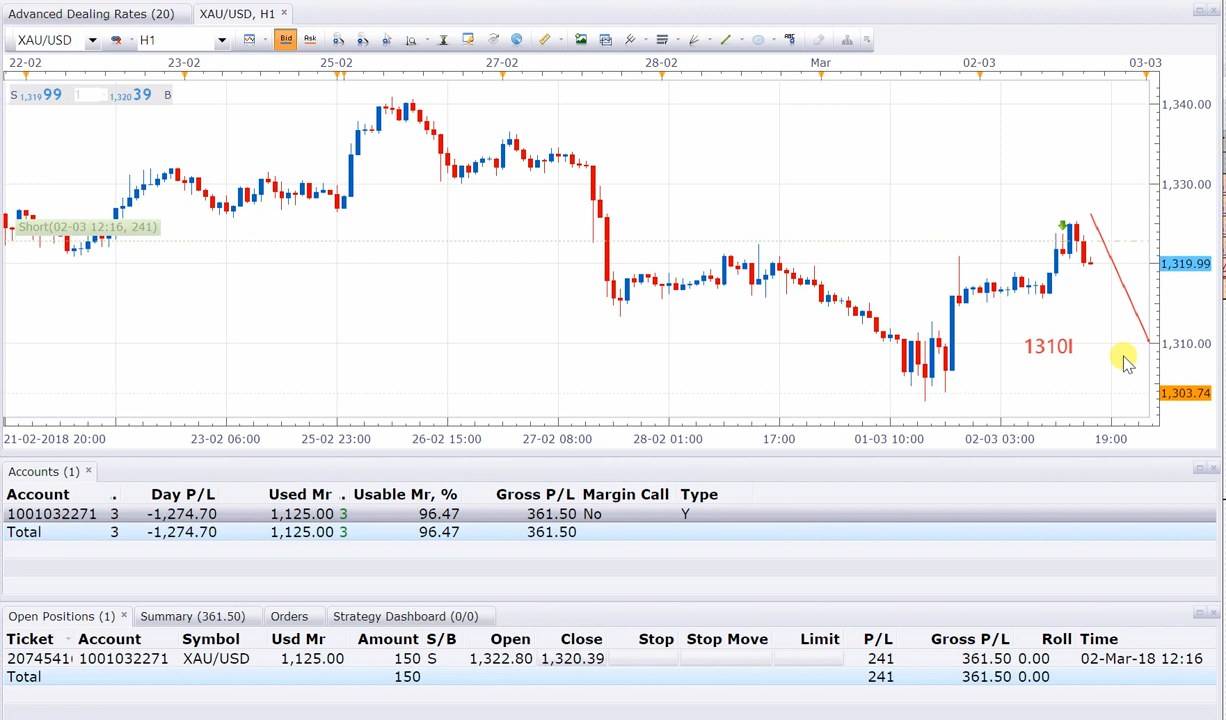 Advanced Dealing Rates (20) XAU/USD, H1
XAU/USD H1 Bid Ask
22-02 23-02 25-02 27-02 28-02 Mar 02-03 03-03
S 1,319 99 1 1,320 39 B
1,340.00
1,330.00
Short(02-03 12:16, 241)
1,319.99
1310I
1,310.00
1,303.74
21-02-2018 20:00 23-02 06:00 25-02 23:00 26-02 15:00 27-02 08:00 28-02 01:00 17:00 01-03 10:00 02-03 03:00 19:00
Accounts (1)
Account . Day P/L Used Mr . Usable Mr, % Gross P/L Margin Call Type
1001032271 3 -1,274.70 1,125.00 3 96.47 361.50 No Y
Total 3 -1,274.70 1,125.00 3 96.47 361.50
Open Positions (1) Summary (361.50) Orders Strategy Dashboard (0/0)
Ticket Account Symbol Usd Mr Amount S/B Open Close Stop Stop Move Limit P/L Gross P/L Roll Time
1001032271 XAU/USD 1,125.00 150 S 1,322.80 1,320.39 241 361.50 0.00 02-Mar-18 12:16
Total 150 241 361.50 0.00